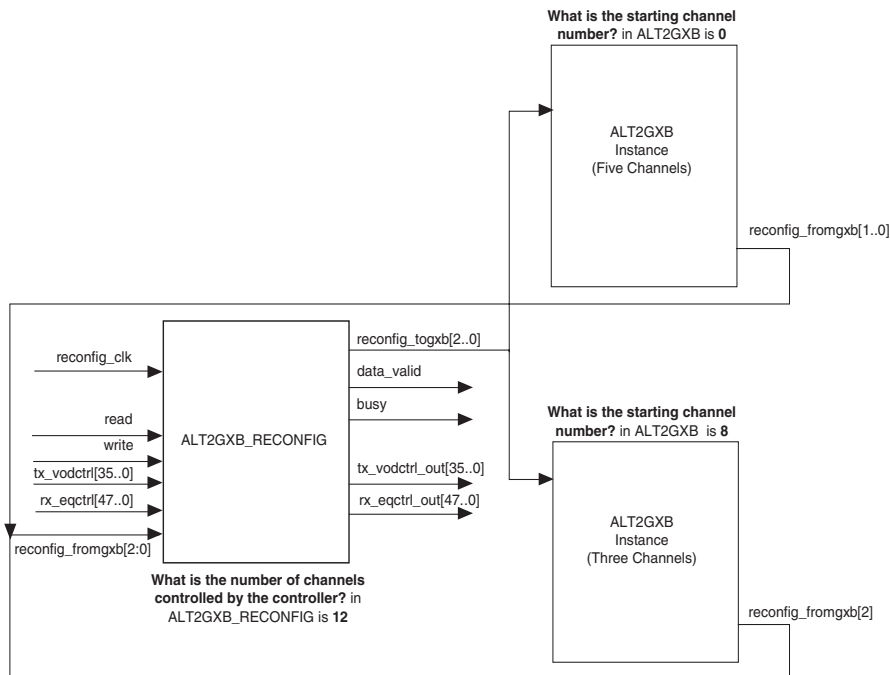 What is the starting channel
number? in ALT2GXB is 0
ALT2GXB
Instance
(Five Channels)
reconfig_fromgxb[1..0]
reconfig_clk
read
write
tx_vodctrl[35..0]
rx_eqctrl[47..0]
reconfig_fromgxb[2:0]
ALT2GXB_RECONFIG
reconfig_togxb[2..0]
data_valid
busy
tx_vodctrl_out[35..0]
rx_eqctrl_out[47..0]
What is the number of channels
controlled by the controller? in
ALT2GXB_RECONFIG is 12
What is the starting channel
number? in ALT2GXB is 8
ALT2GXB
Instance
(Three Channels)
reconfig_fromgxb[2]